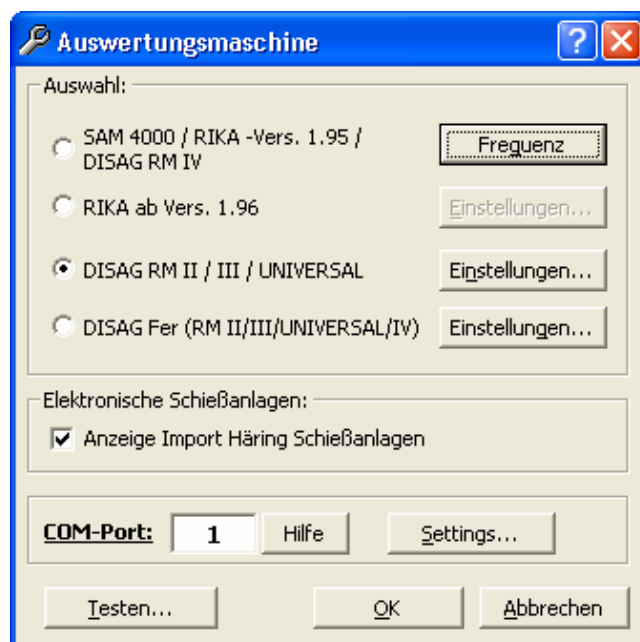 Auswertungsmaschine
Auswahl:
SAM 4000 / RIKA -Vers. 1.95 /
DISAG RM IV
Frequenz
RIKA ab Vers. 1.96
Einstellungen...
DISAG RM II / III / UNIVERSAL
Einstellungen...
DISAG Fer (RM II/III/UNIVERSAL/IV)
Einstellungen...
Elektronische Schießanlagen:
Anzeige Import Häring Schießanlagen
COM-Port: 1 Hilfe Settings...
Testen... OK Abbrechen